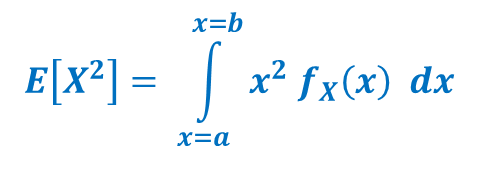 x=b
E[X²] = ∫ x² f_X(x) dx
x=a